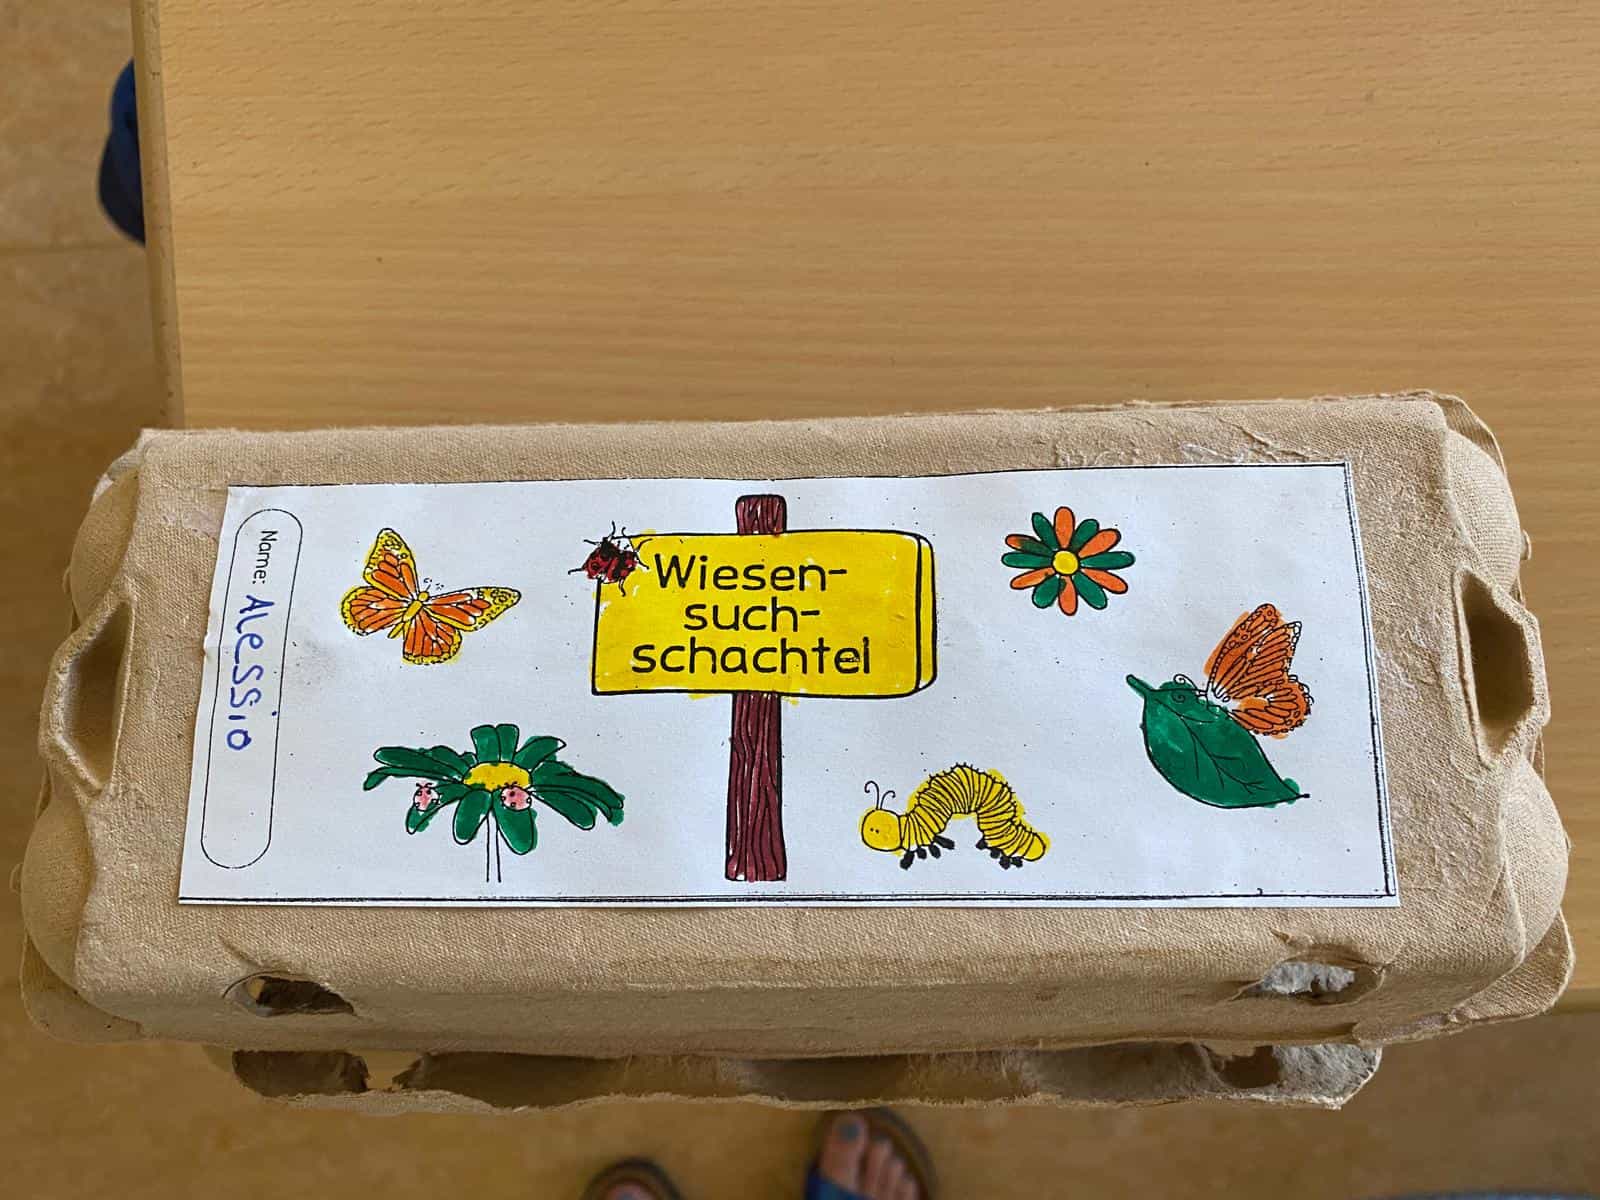 Name: Alessio
Wiesen-
such-
schachtel